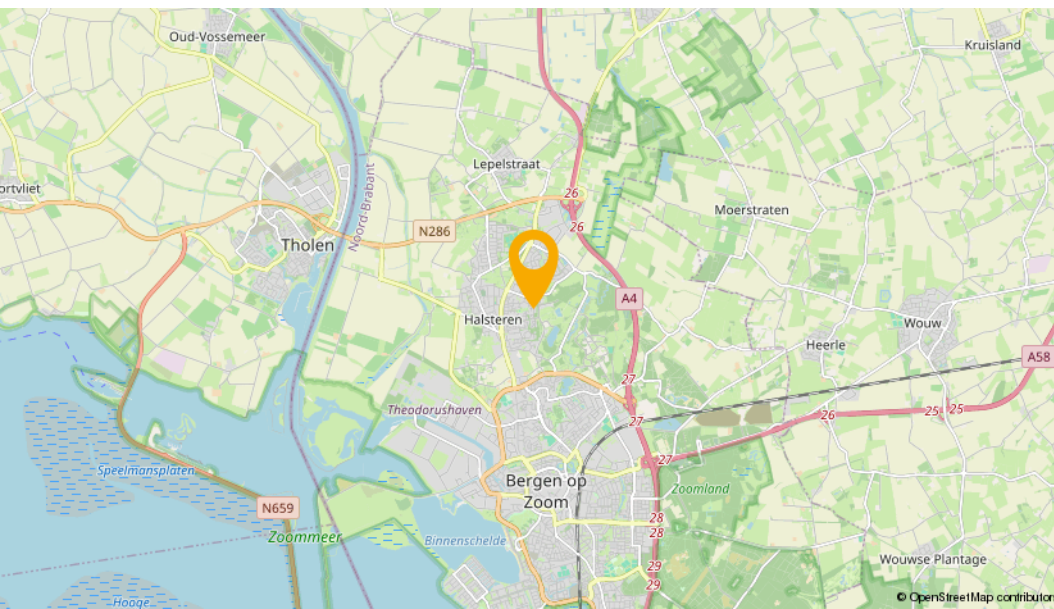 Oud-Vossemeer
Kruisland
Lepelstraat
ortvliet
Noord-Brabant
26
Moerstraten
N286
26
Tholen
A4
Halsteren
Wouw
Heerle
A58
27
Theodorushaven
26
25
25
27
27
Speelmansplaten
Bergen op
Zoom
Zoomland
N659
28
28
Zoommeer
Binnenschelde
Wouwse Plantage
29
29
Hooge
© OpenStreetMap contributor